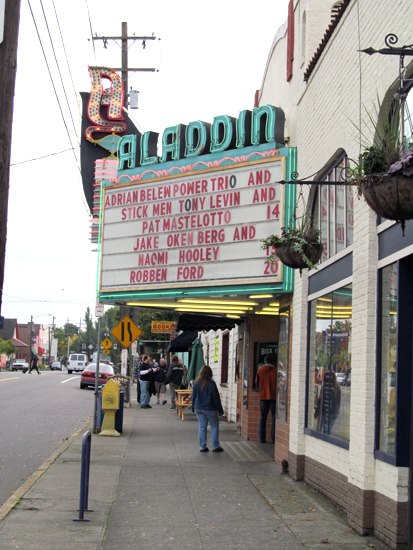 A
ALADDIN
ADRIAN BELEW POWER TRIO AND
STICK MEN TONY LEVIN AND
PAT MASTELOTTO 14
JAKE OKEN BERG AND
NAOMI HOOLEY
ROBBEN FORD 20
BOOKS
BOX O